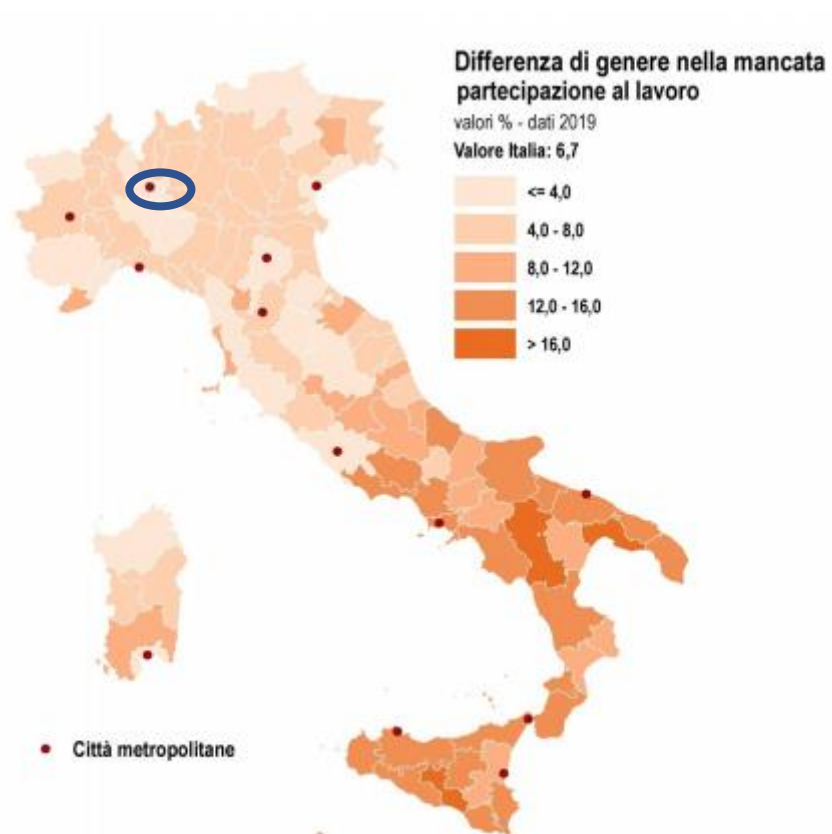 Differenza di genere nella mancata
partecipazione al lavoro
valori % - dati 2019
Valore Italia: 6,7
<= 4,0
4,0 - 8,0
8,0 - 12,0
12,0 - 16,0
> 16,0
Città metropolitane